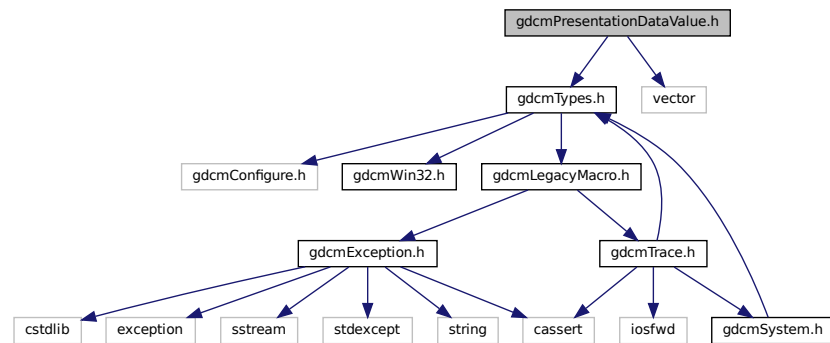 gdcmPresentationDataValue.h
gdcmTypes.h
vector
gdcmConfigure.h
gdcmWin32.h
gdcmLegacyMacro.h
gdcmException.h
gdcmTrace.h
cstdlib
exception
sstream
stdexcept
string
cassert
iosfwd
gdcmSystem.h